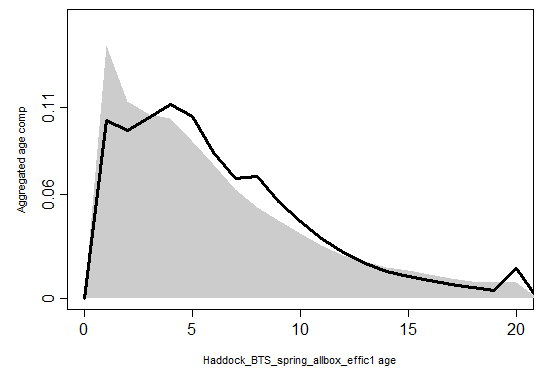 Aggregated age comp
0.11
0.06
0
0 5 10 15 20
Haddock_BTS_spring_allbox_effic1 age